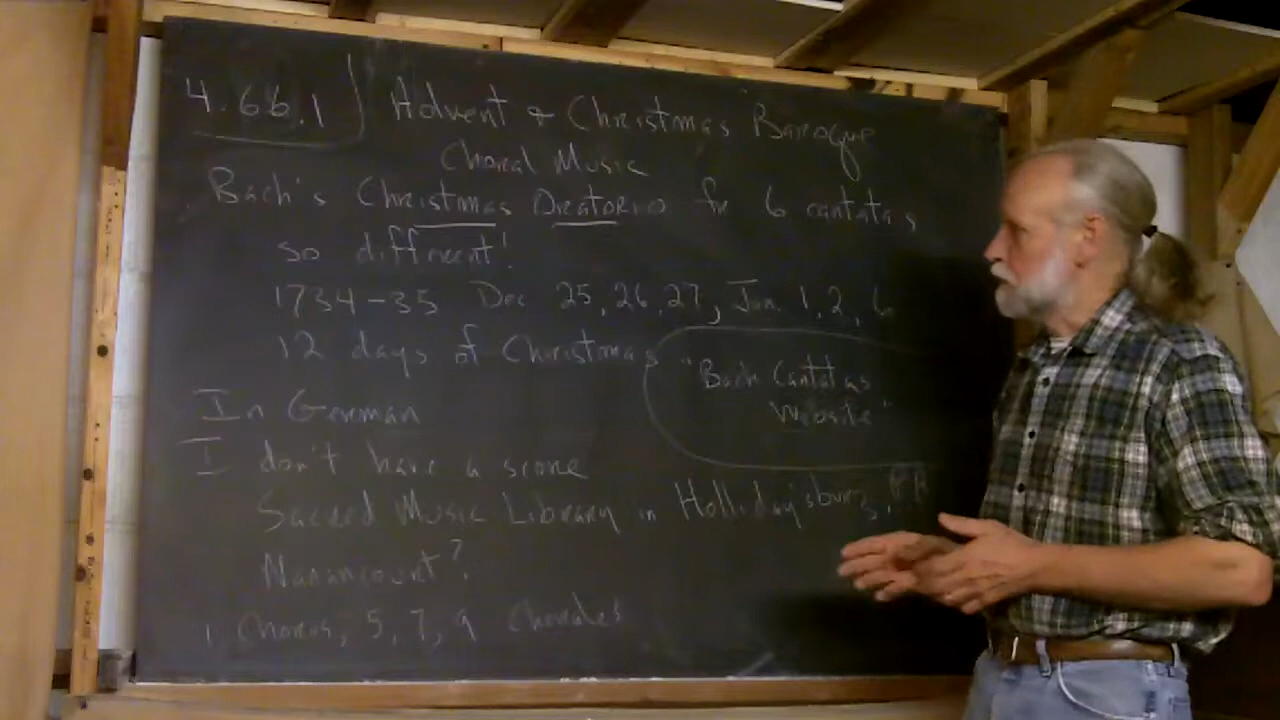 4.66.1 Advent + Christmas Baroque
Choral Music
Bach's Christmas Oratorio for 6 cantatas
so different!
1734-35 Dec 25, 26, 27, Jan. 1, 2, 6
12 days of Christmas
"Bach Cantatas
Website"
In German
I don't have a score
Sacred Music Library in Holliday'sburg, PA
?
1 Chorus, 5, 7, 9 Chorales